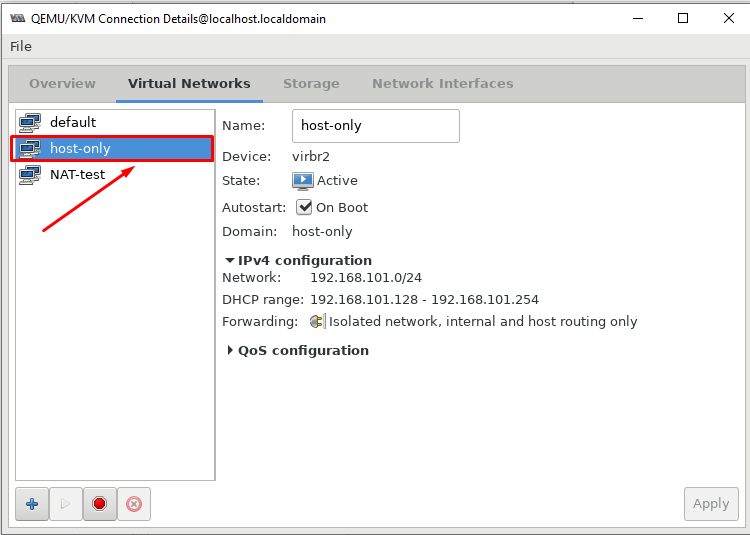 QEMU/KVM Connection Details@localhost.localdomain
File
Overview Virtual Networks Storage Network Interfaces
default
host-only
NAT-test
Name: host-only
Device: virbr2
State: Active
Autostart: On Boot
Domain: host-only
IPv4 configuration
Network: 192.168.101.0/24
DHCP range: 192.168.101.128 - 192.168.101.254
Forwarding: Isolated network, internal and host routing only
QoS configuration
Apply